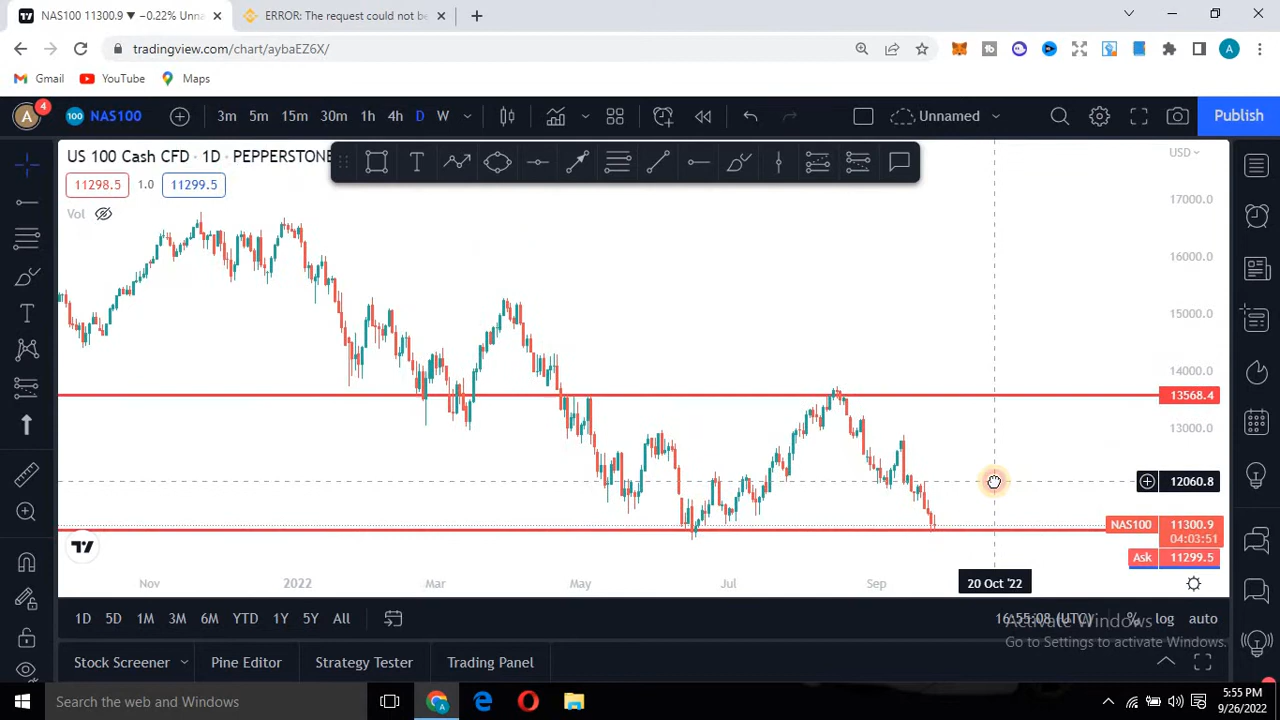 NAS100 11300.9 ▼ −0.22% Unna
ERROR: The request could not be
tradingview.com/chart/aybaEZ6X/
A
Gmail
YouTube
Maps
A
4
100
NAS100
3m
5m
15m
30m
1h
4h
D
W
Unnamed
Publish
US 100 Cash CFD · 1D · PEPPERSTONE
USD
11298.5
1.0
11299.5
Vol
17000.0
16000.0
15000.0
14000.0
13568.4
13000.0
12060.8
NAS100
11300.9
04:03:51
Ask
11299.5
Nov
2022
Mar
May
Jul
Sep
20 Oct '22
1D
5D
1M
3M
6M
YTD
1Y
5Y
All
16:55:08 (UTC)
%
log
auto
Activate Windows
Go to Settings to activate Windows.
Stock Screener
Pine Editor
Strategy Tester
Trading Panel
Search the web and Windows
5:55 PM
9/26/2022